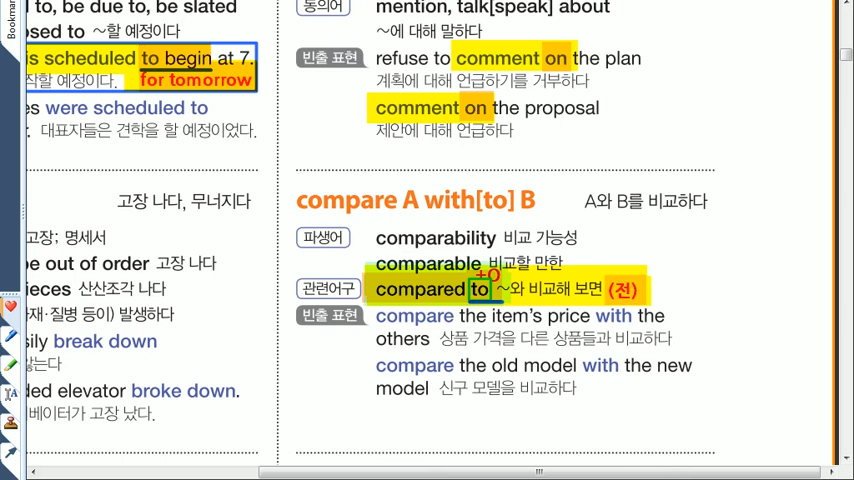 Bookmar
d to, be due to, be slated
osed to ~할 예정이다
is scheduled to begin at 7.
작할 예정이다. for tomorrow
es were scheduled to
r. 대표자들은 견학을 할 예정이었다.
고장 나다, 무너지다
고장; 명세서
be out of order 고장 나다
ieces 산산조각 나다
재·질병 등이) 발생하다
sily break down
않는다
ded elevator broke down.
베이터가 고장 났다.
동의어 mention, talk[speak] about
~에 대해 말하다
빈출 표현 refuse to comment on the plan
계획에 대해 언급하기를 거부하다
comment on the proposal
제안에 대해 언급하다
compare A with[to] B A와 B를 비교하다
파생어 comparability 비교 가능성
comparable 비교할 만한
+O
관련어구 compared to ~와 비교해 보면 (전)
빈출 표현 compare the item's price with the
others 상품 가격을 다른 상품들과 비교하다
compare the old model with the new
model 신구 모델을 비교하다